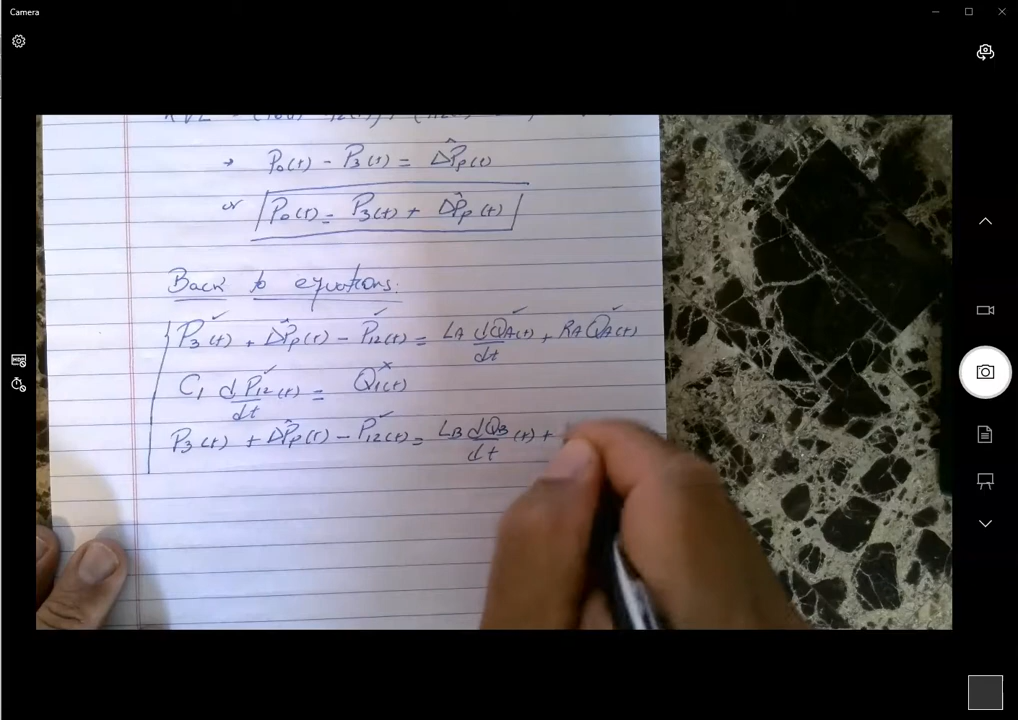 Camera
→ P₀(t) - P₃(t) = ΔP̂p(t)
or P₀(t) = P₃(t) + ΔP̂p(t)
Back to equations:
P₃(t) + ΔP̂p(t) - P₁₂(t) = LA dQA(t)/dt + RA QA(t)
C₁ dP₁₂(t)/dt = Q₁(t)
P₃(t) + ΔP̂p(t) - P₁₂(t) = LB dQB/dt (t) +